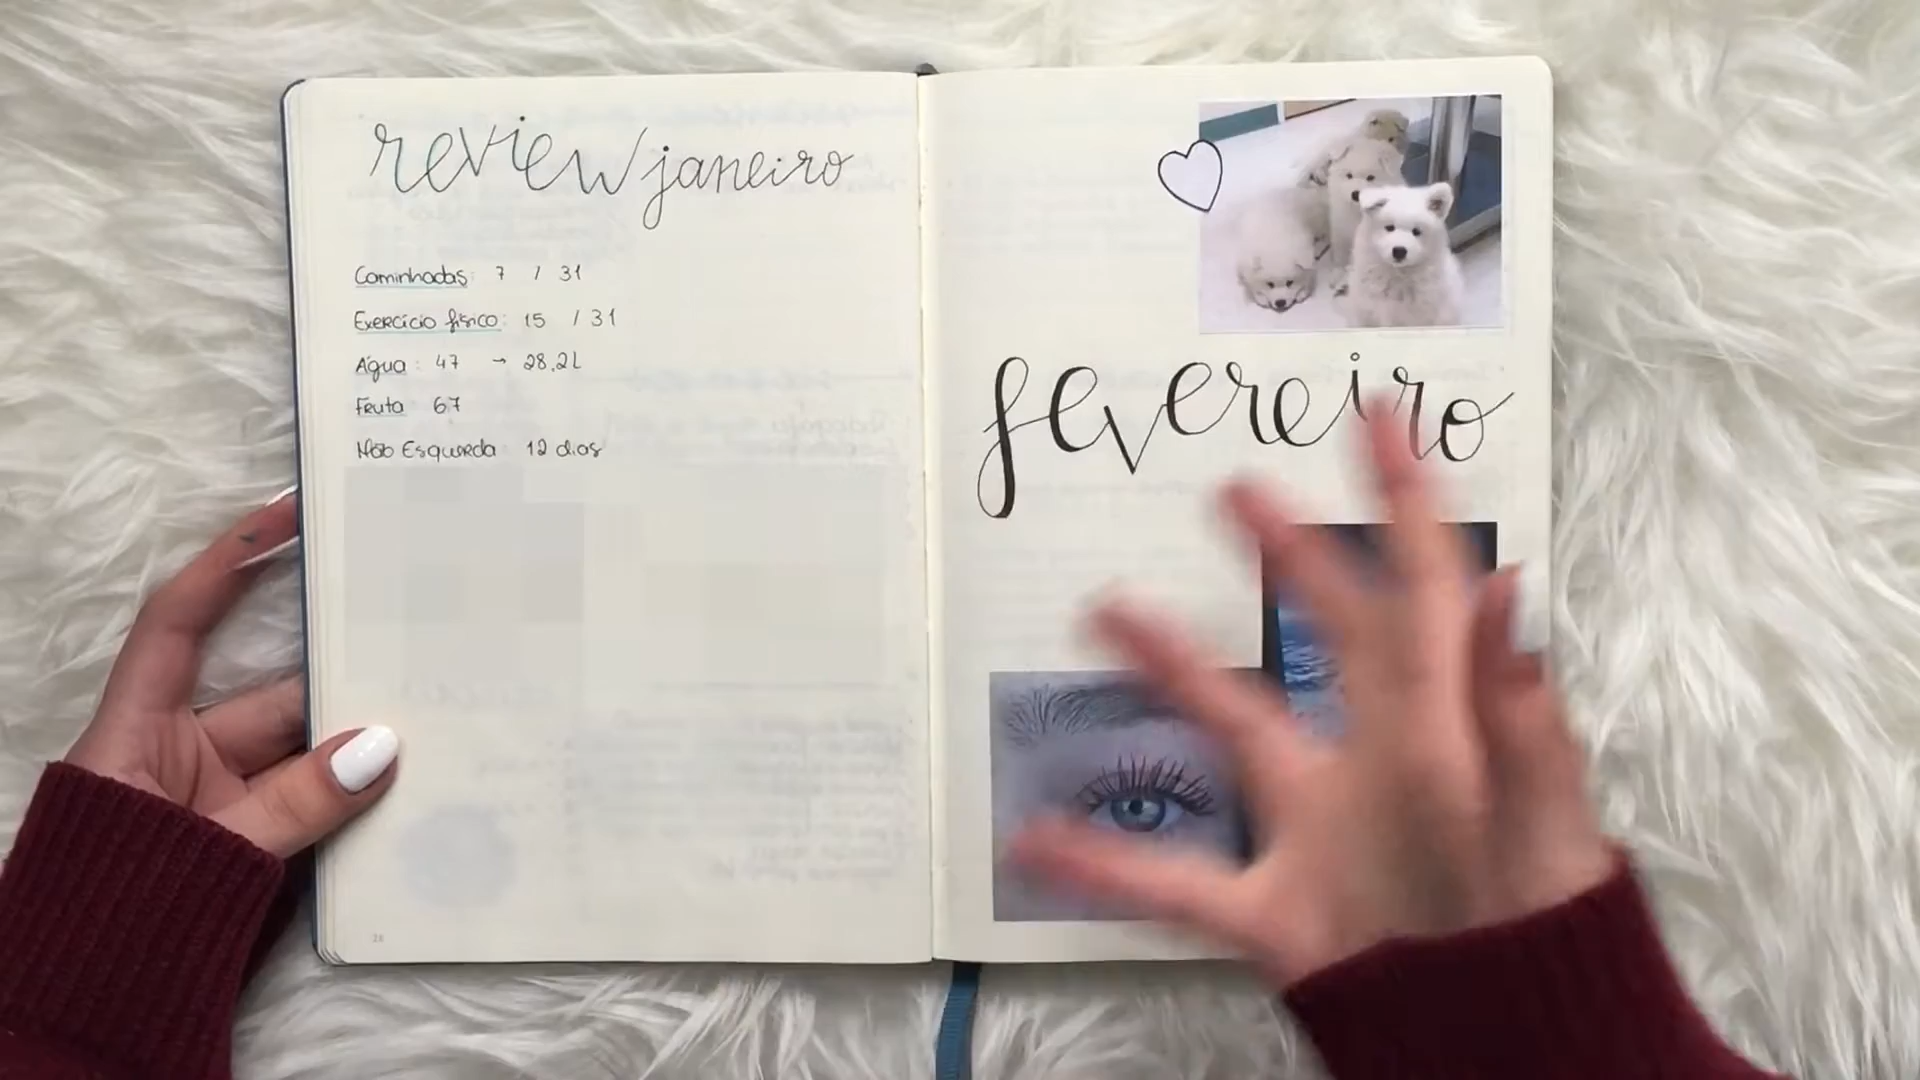 review janeiro
Caminhadas: 7 / 31
Exercício físico: 15 / 31
Água: 47 → 28,2L
Fruta 67
Mão Esquerda: 12 dias
28
fevereiro